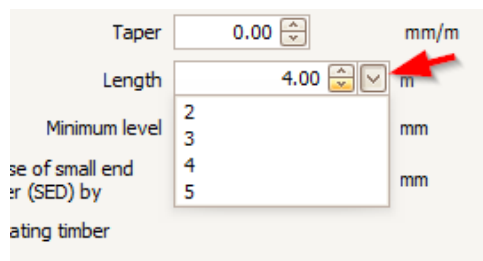 Taper 0.00 mm/m
Length 4.00 m
2
Minimum level mm
3
se of small end 4
er (SED) by mm
5
ating timber